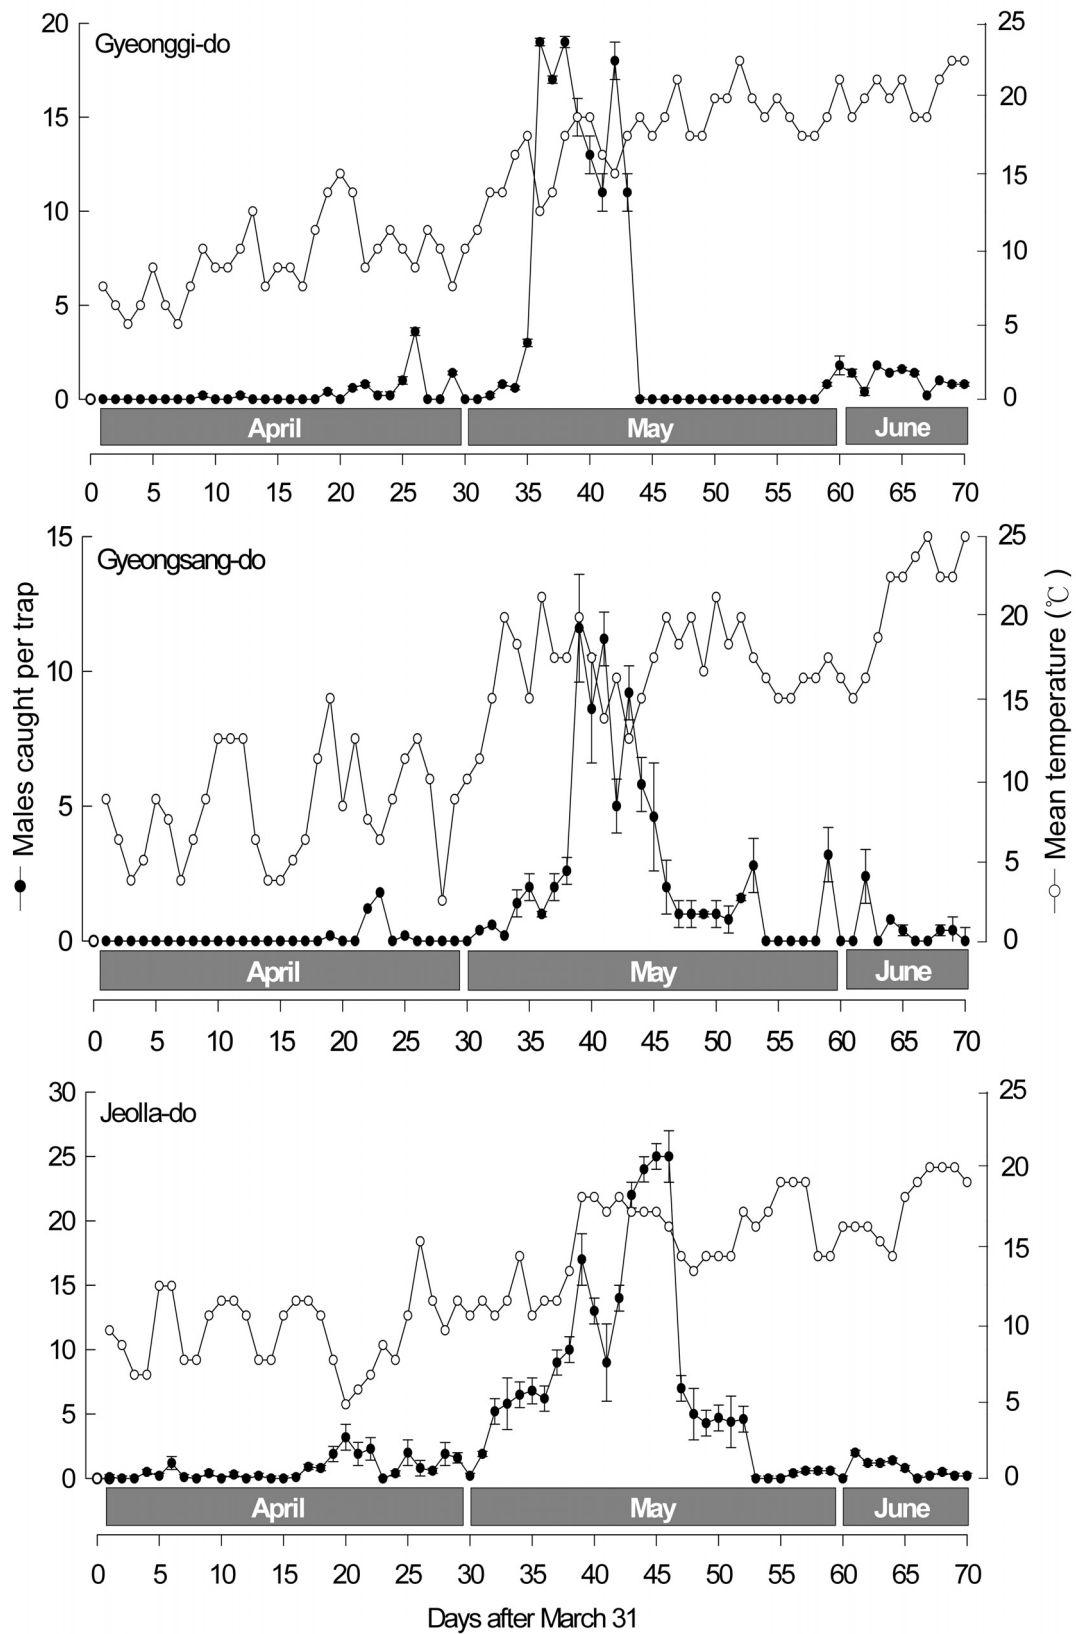 Gyeonggi-do
20 15 10 5 0
25 20 15 10 5 0
April May June
0 5 10 15 20 25 30 35 40 45 50 55 60 65 70
Gyeongsang-do
15 10 5 0
25 20 15 10 5 0
Males caught per trap
Mean temperature (℃)
April May June
0 5 10 15 20 25 30 35 40 45 50 55 60 65 70
Jeolla-do
30 25 20 15 10 5 0
25 20 15 10 5 0
April May June
0 5 10 15 20 25 30 35 40 45 50 55 60 65 70
Days after March 31